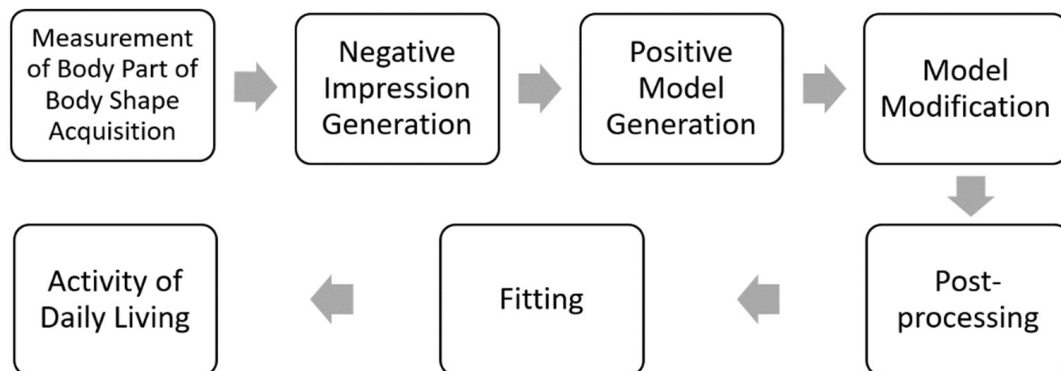 Measurement
of Body Part of
Body Shape
Acquisition
Negative
Impression
Generation
Positive
Model
Generation
Model
Modification
Post-
processing
Fitting
Activity of
Daily Living